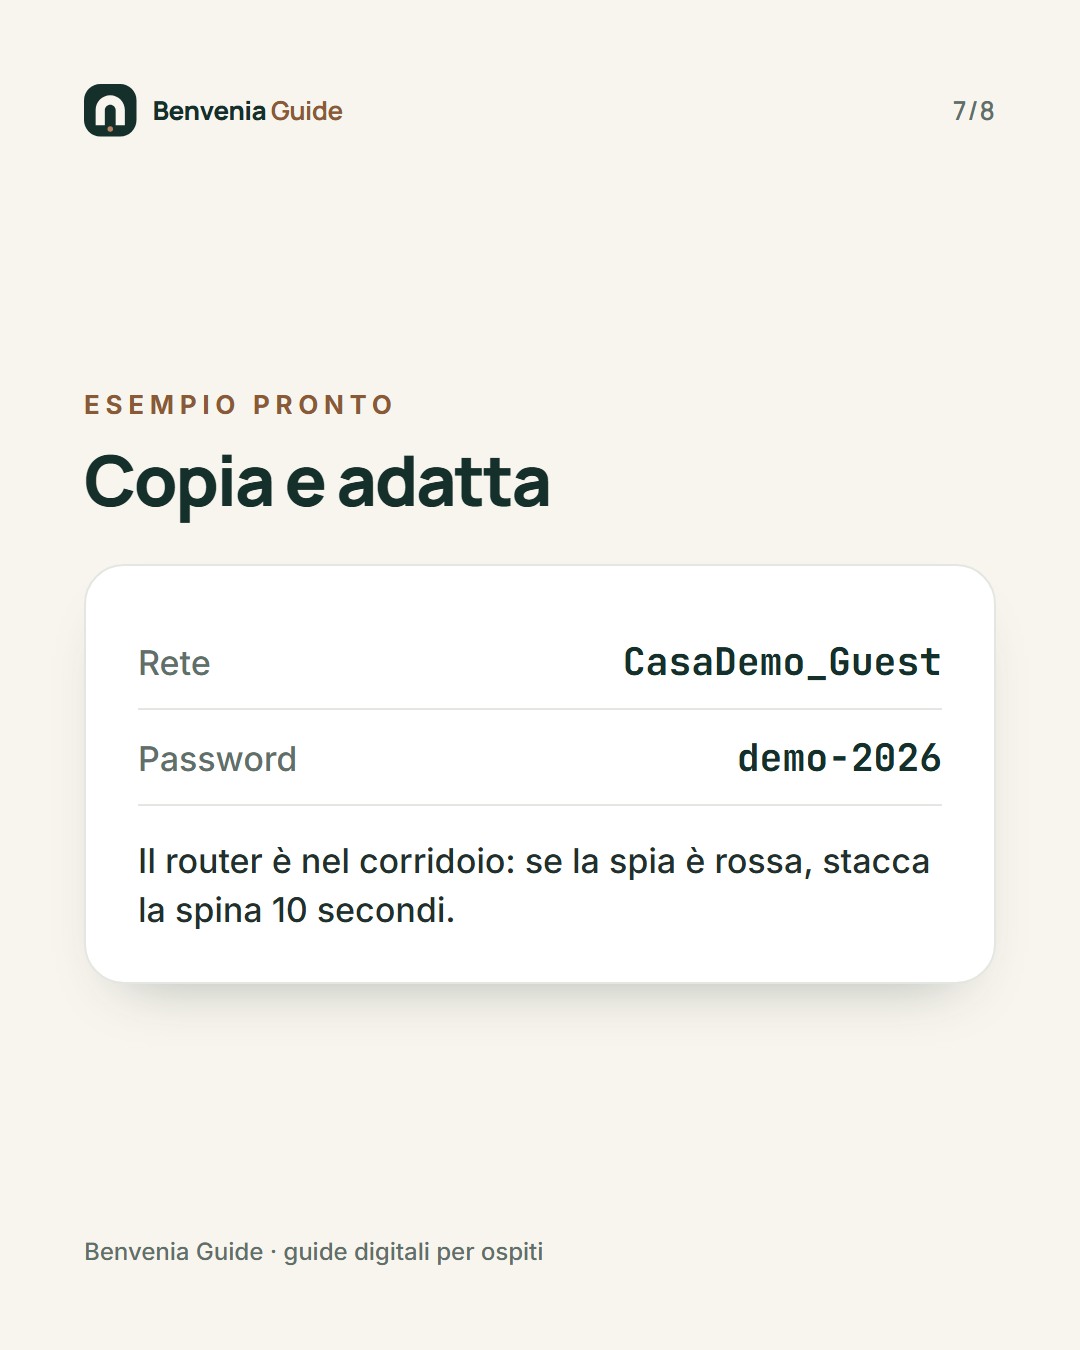 Benvenia Guide
7/8
ESEMPIO PRONTO
Copia e adatta
Rete CasaDemo_Guest
Password demo-2026
Il router è nel corridoio: se la spia è rossa, stacca
la spina 10 secondi.
Benvenia Guide · guide digitali per ospiti